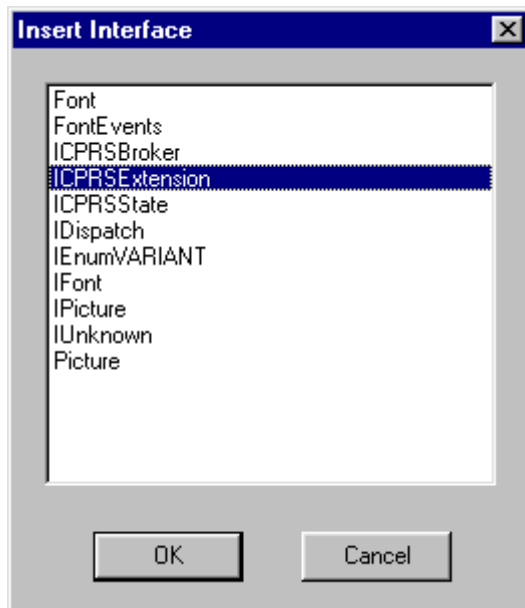 Insert Interface
Font
FontEvents
ICPRSBroker
ICPRSExtension
ICPRSState
IDispatch
IEnumVARIANT
IFont
IPicture
IUnknown
Picture
OK Cancel